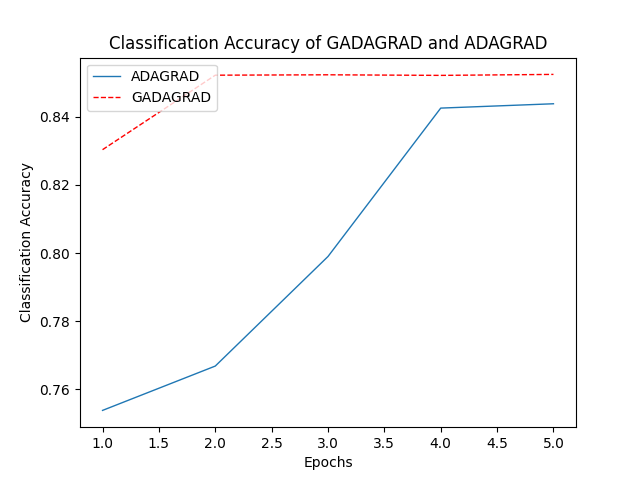 Classification Accuracy of GADAGRAD and ADAGRAD
ADAGRAD
GADAGRAD
Classification Accuracy
0.84
0.82
0.80
0.78
0.76
1.0 1.5 2.0 2.5 3.0 3.5 4.0 4.5 5.0
Epochs